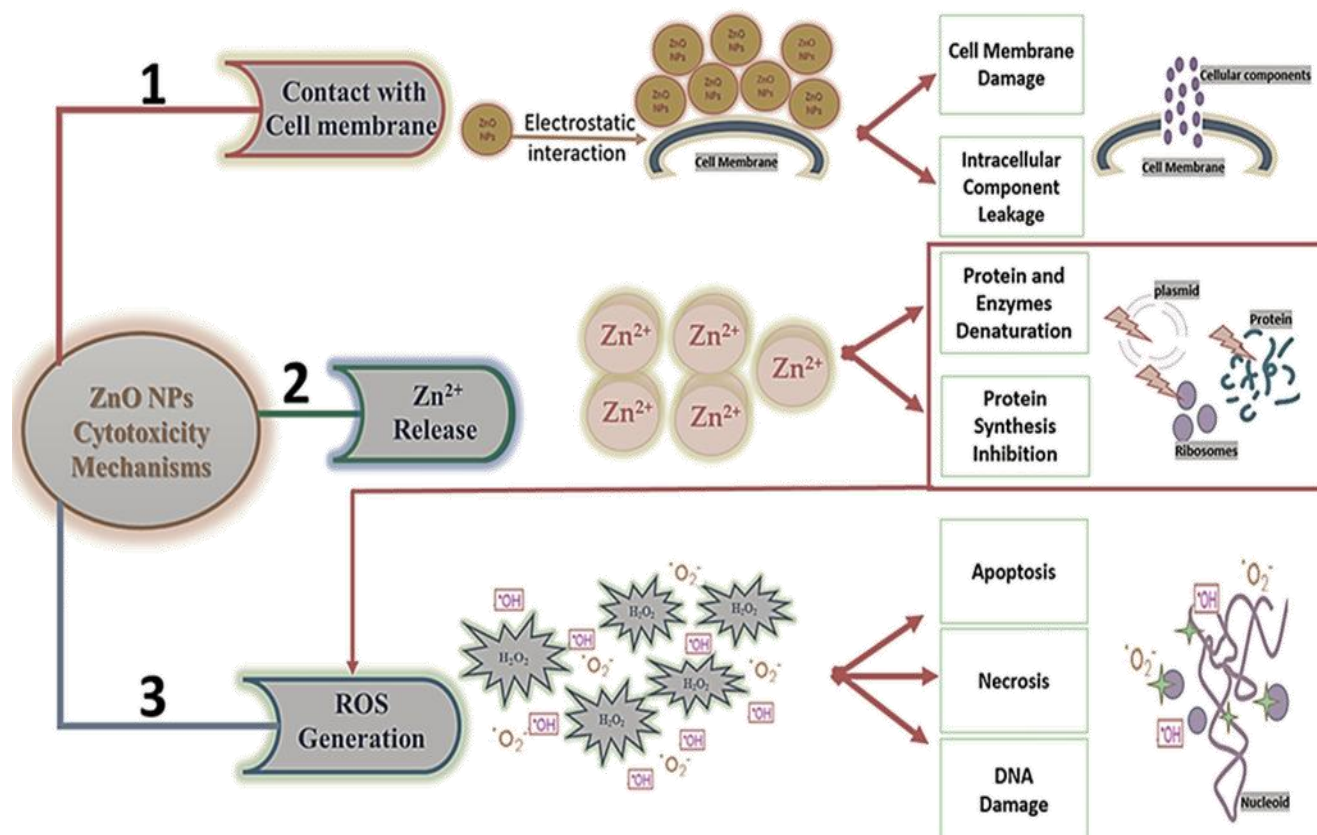 1
Contact with
Cell membrane
ZnO
NPs
Electrostatic
interaction
ZnO
NPs
ZnO
NPs
ZnO
NPs
ZnO
NPs
ZnO
NPs
ZnO
NPs
ZnO
NPs
Cell Membrane
Cell Membrane
Damage
Intracellular
Component
Leakage
Cellular components
Cell Membrane
ZnO NPs
Cytotoxicity
Mechanisms
2
Zn²⁺
Release
Zn²⁺
Zn²⁺
Zn²⁺
Zn²⁺
Zn²⁺
Protein and
Enzymes
Denaturation
Protein
Synthesis
Inhibition
plasmid
Protein
Ribosomes
3
ROS
Generation
•O₂⁻
•OH
H₂O₂
H₂O₂
H₂O₂
•OH
•OH
•O₂⁻
•O₂⁻
H₂O₂
H₂O₂
•OH
•OH
•O₂⁻
•O₂⁻
•OH
Apoptosis
Necrosis
DNA
Damage
•O₂⁻
•OH
•O₂⁻
•OH
Nucleoid